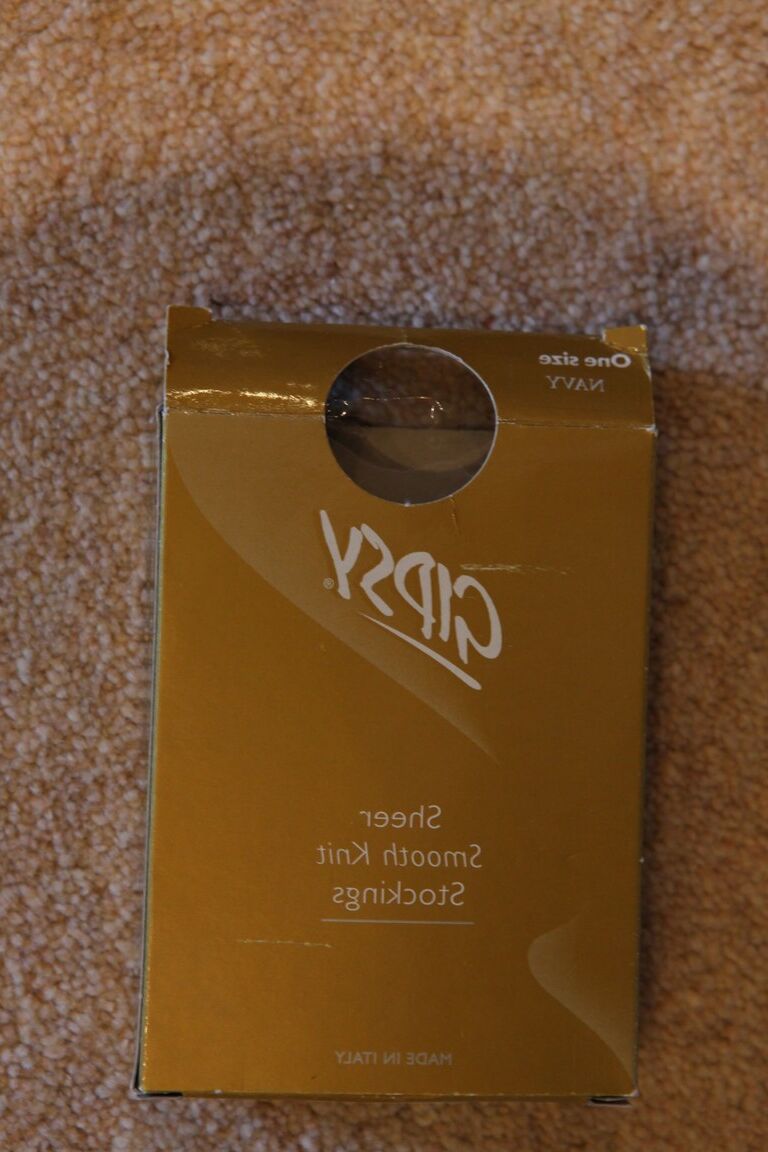 One size
NAVY
GIPSY®
Sheer
Smooth Knit
Stockings
MADE IN ITALY